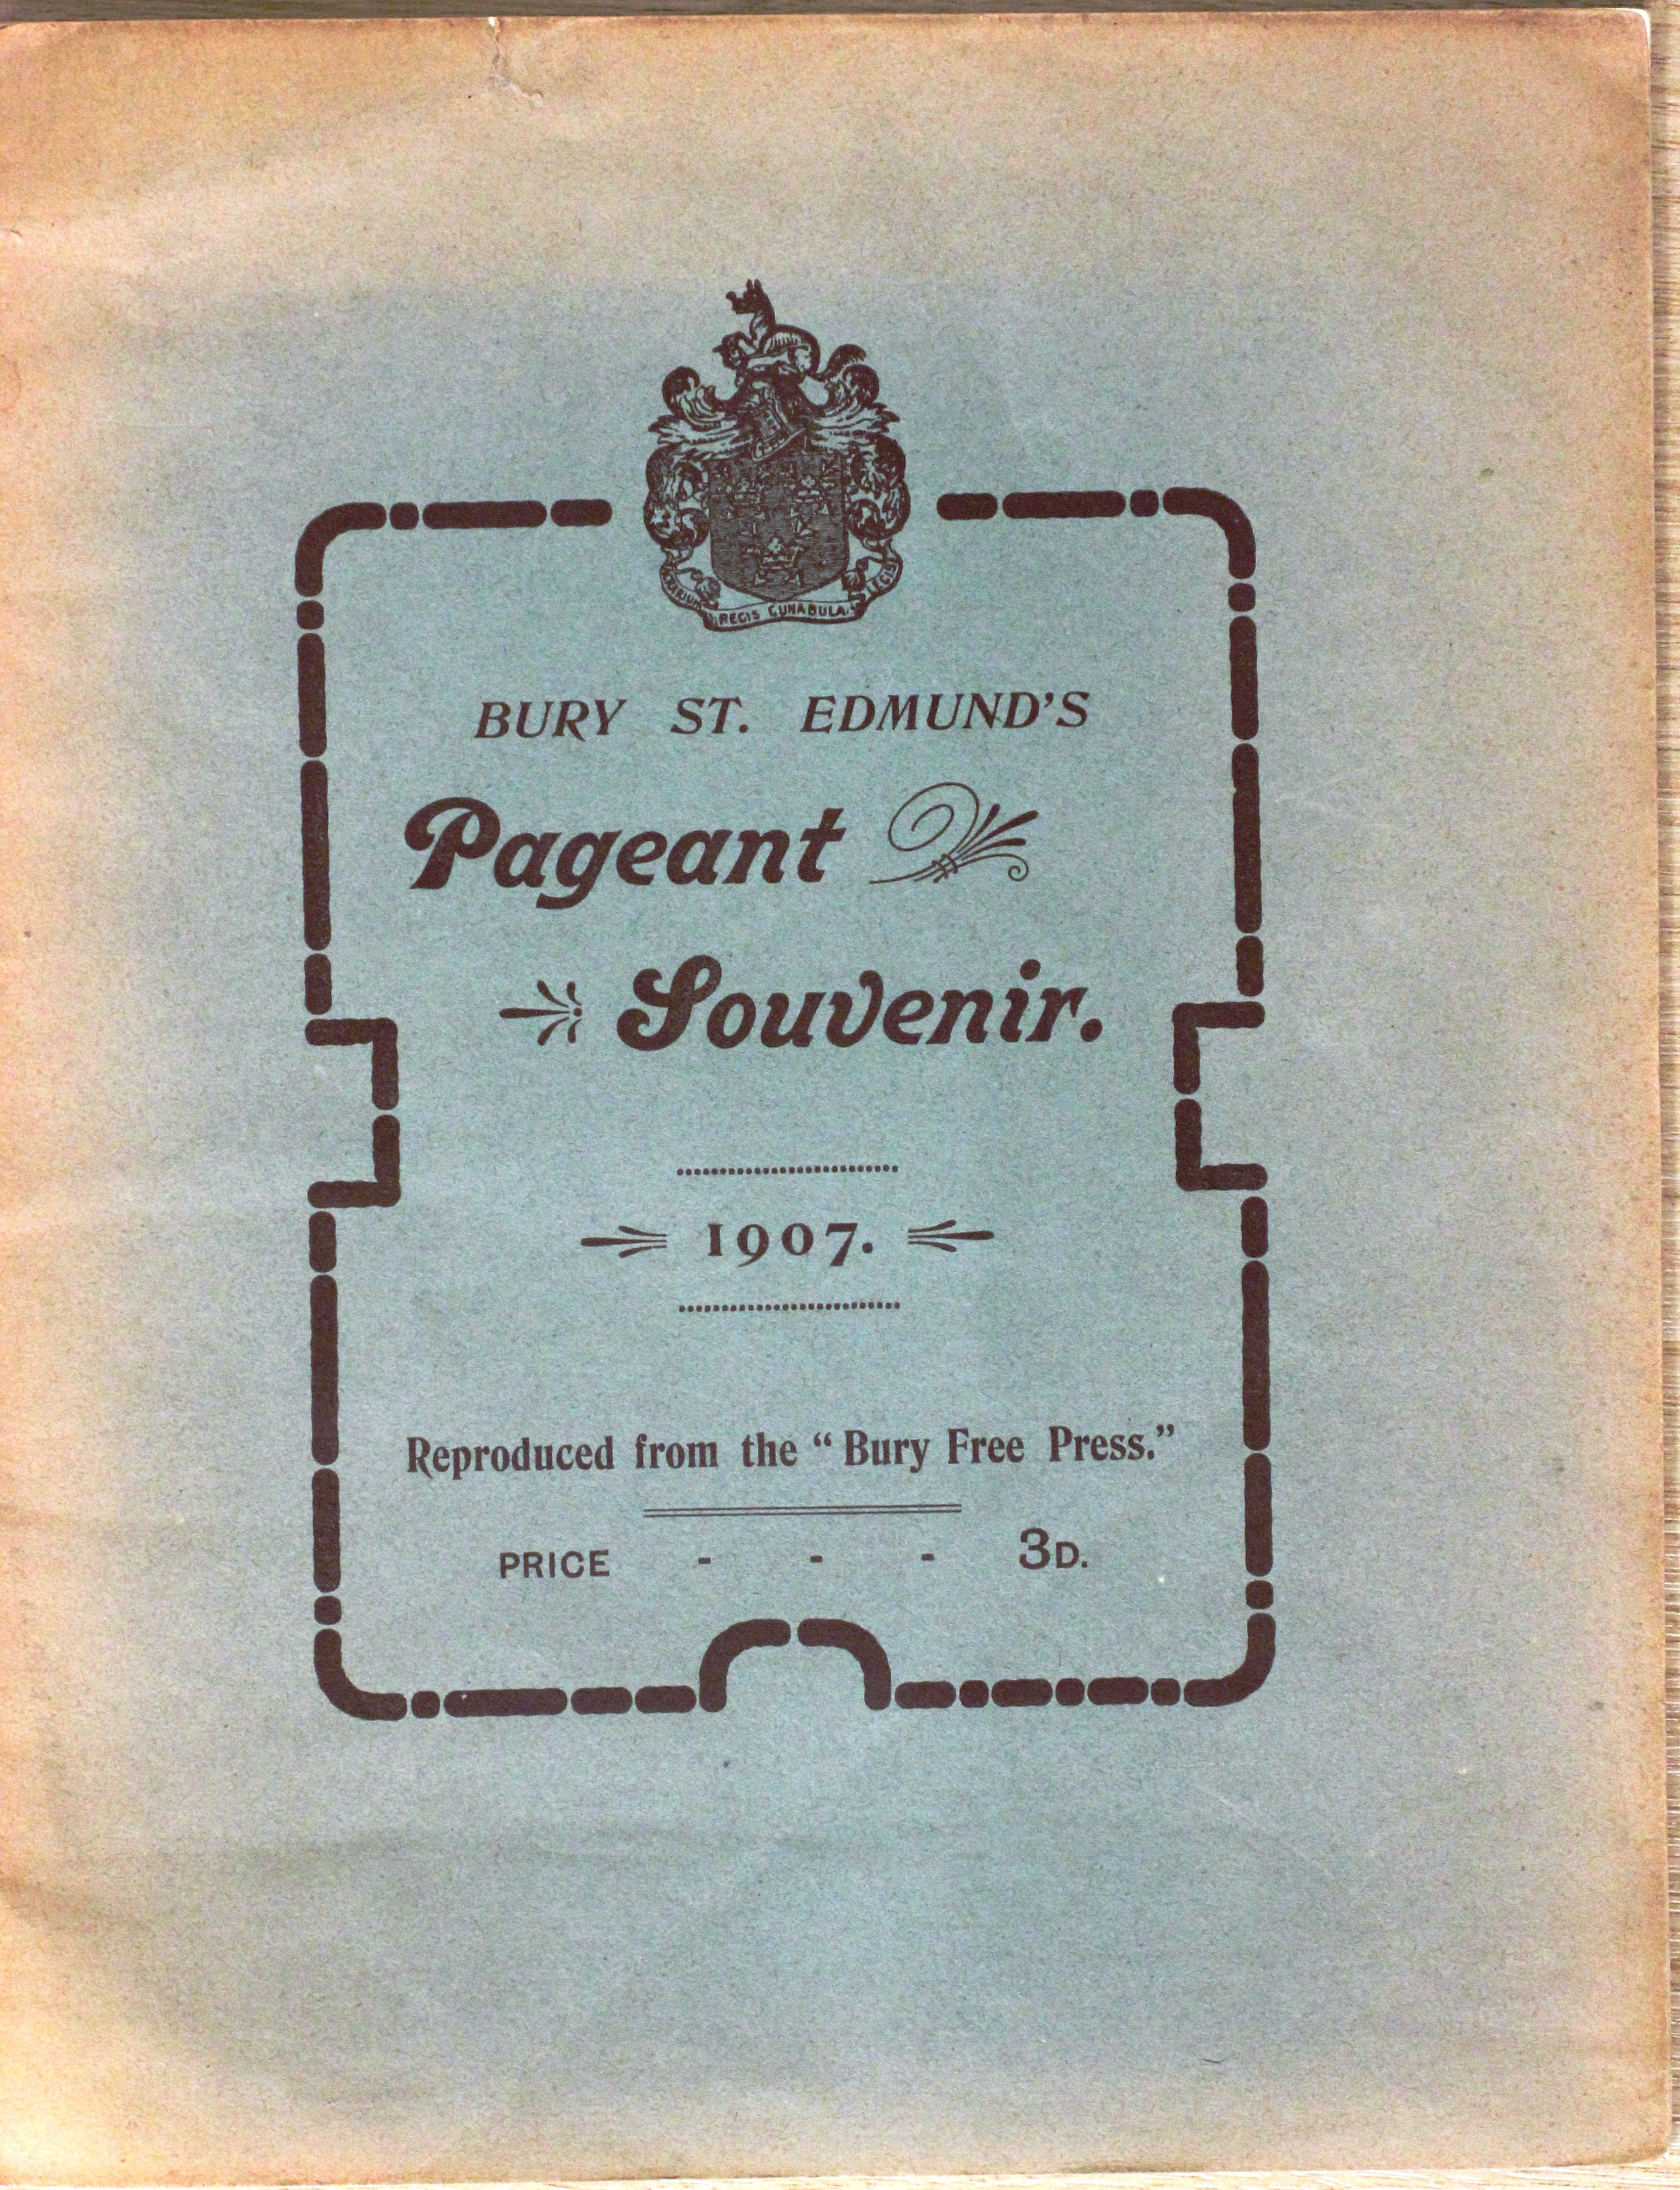 REGIS CUNABULA
BURY ST. EDMUND'S
Pageant
Souvenir.
1907.
Reproduced from the “Bury Free Press.”
PRICE - - - 3D.